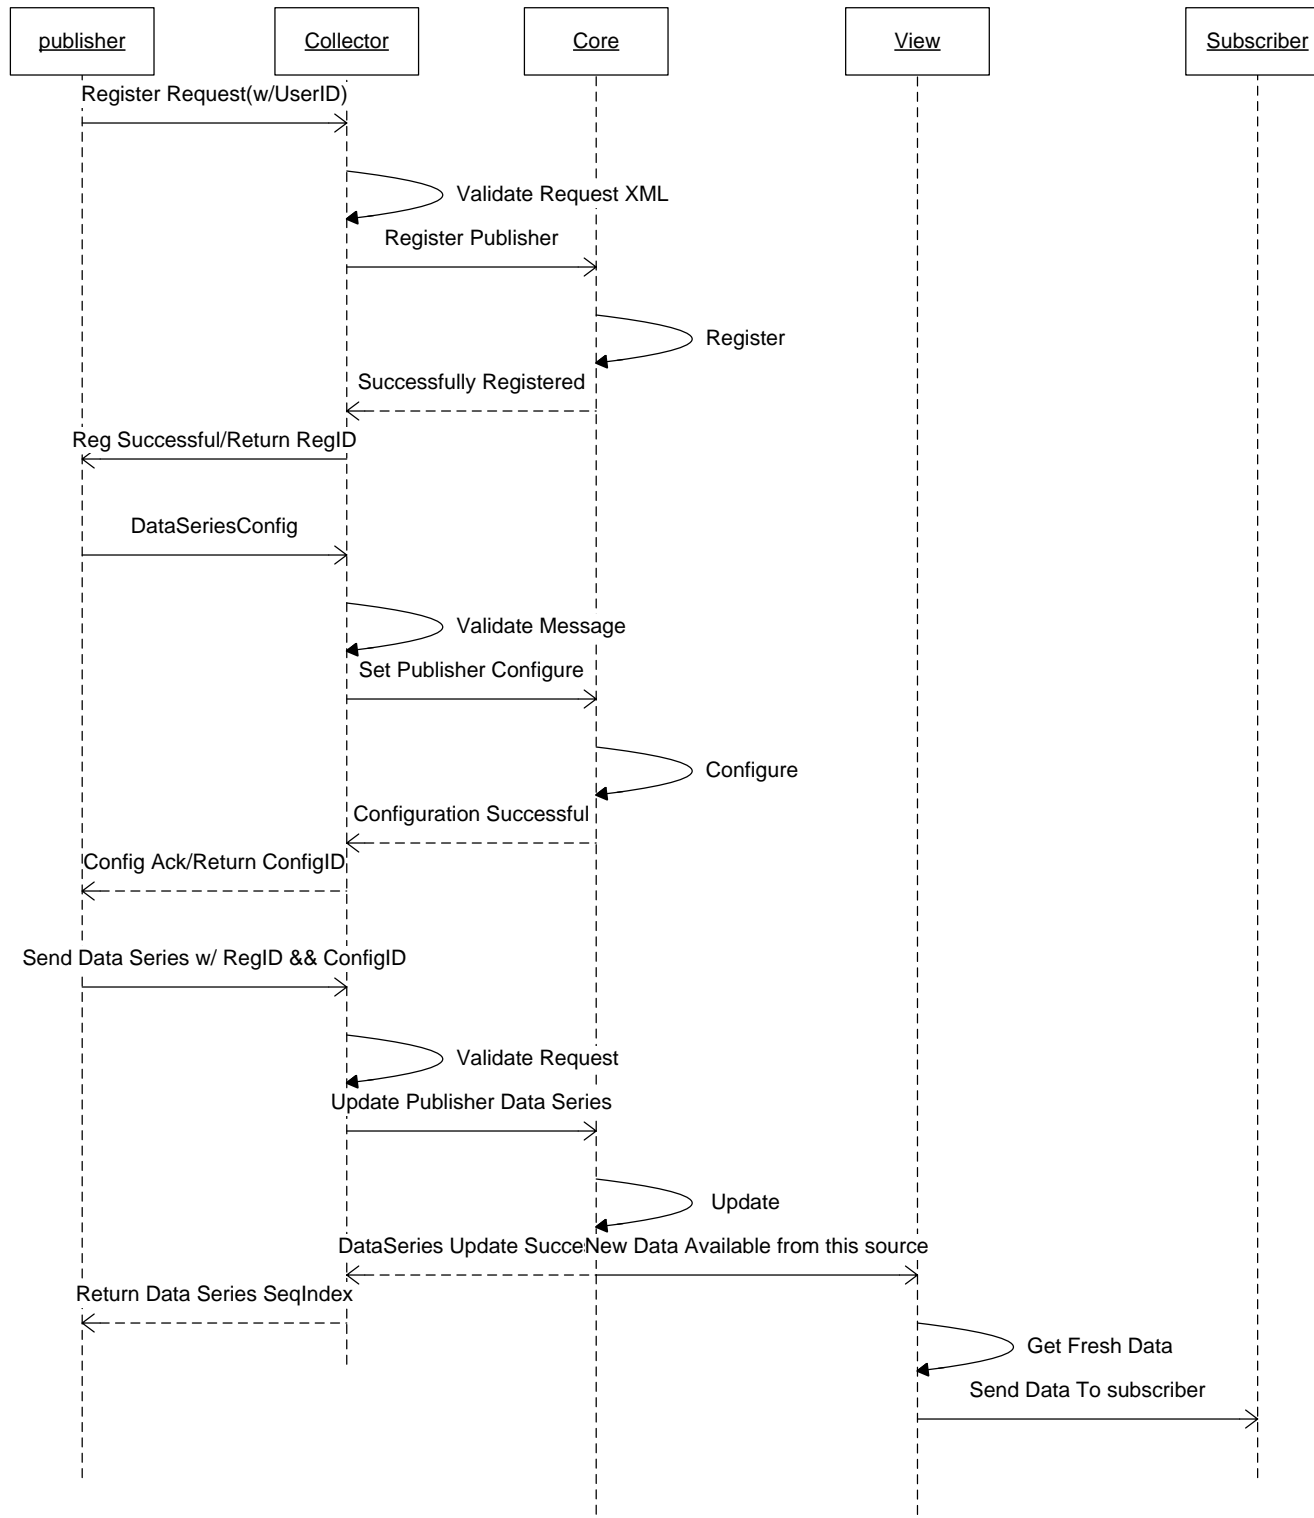 publisher
Collector
Core
View
Subscriber
Register Request(w/UserID)
Validate Request XML
Register Publisher
Register
Successfully Registered
Reg Successful/Return RegID
DataSeriesConfig
Validate Message
Set Publisher Configure
Configure
Configuration Successful
Config Ack/Return ConfigID
Send Data Series w/ RegID && ConfigID
Validate Request
Update Publisher Data Series
Update
DataSeries Update
New Data Available from this source
Return Data Series SeqIndex
Get Fresh Data
Send Data To subscriber